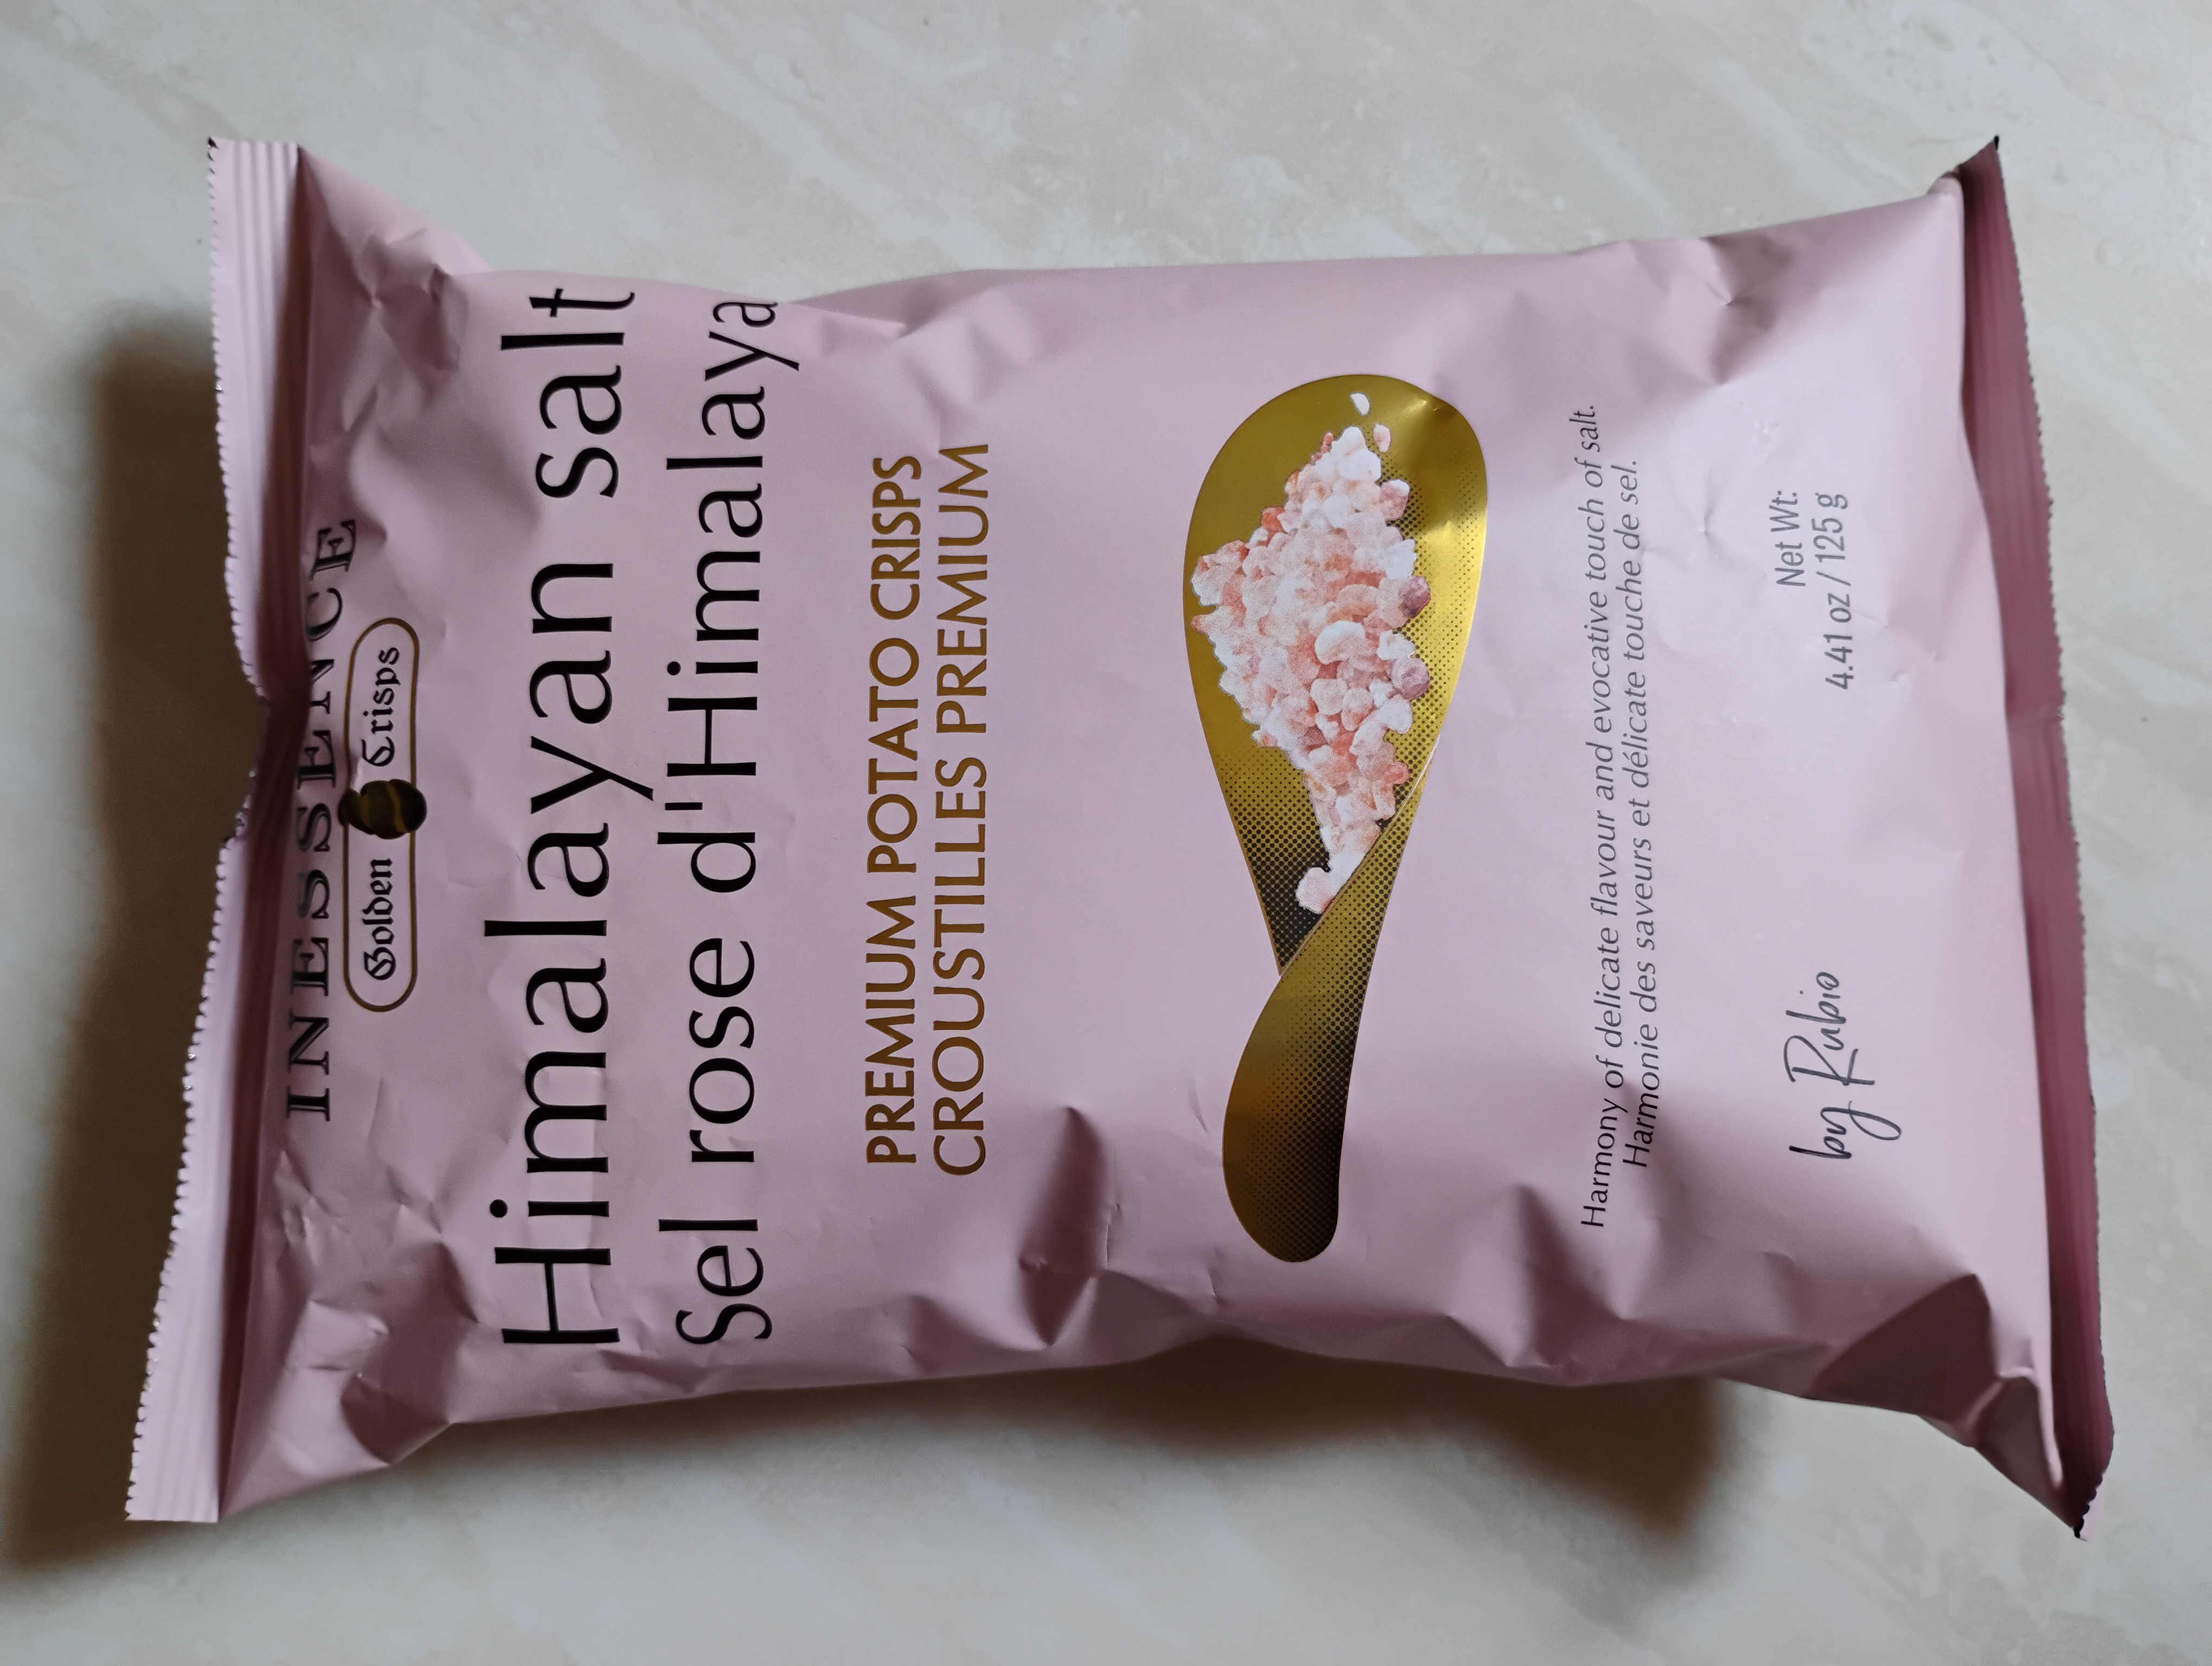 INESSENCE
Golden Crisps
Himalayan salt
Sel rose d'Himalaya
PREMIUM POTATO CRISPS
CROUSTILLES PREMIUM
Harmony of delicate flavour and evocative touch of salt.
Harmonie des saveurs et délicate touche de sel.
by Rubio
Net Wt:
4.41 oz / 125 g